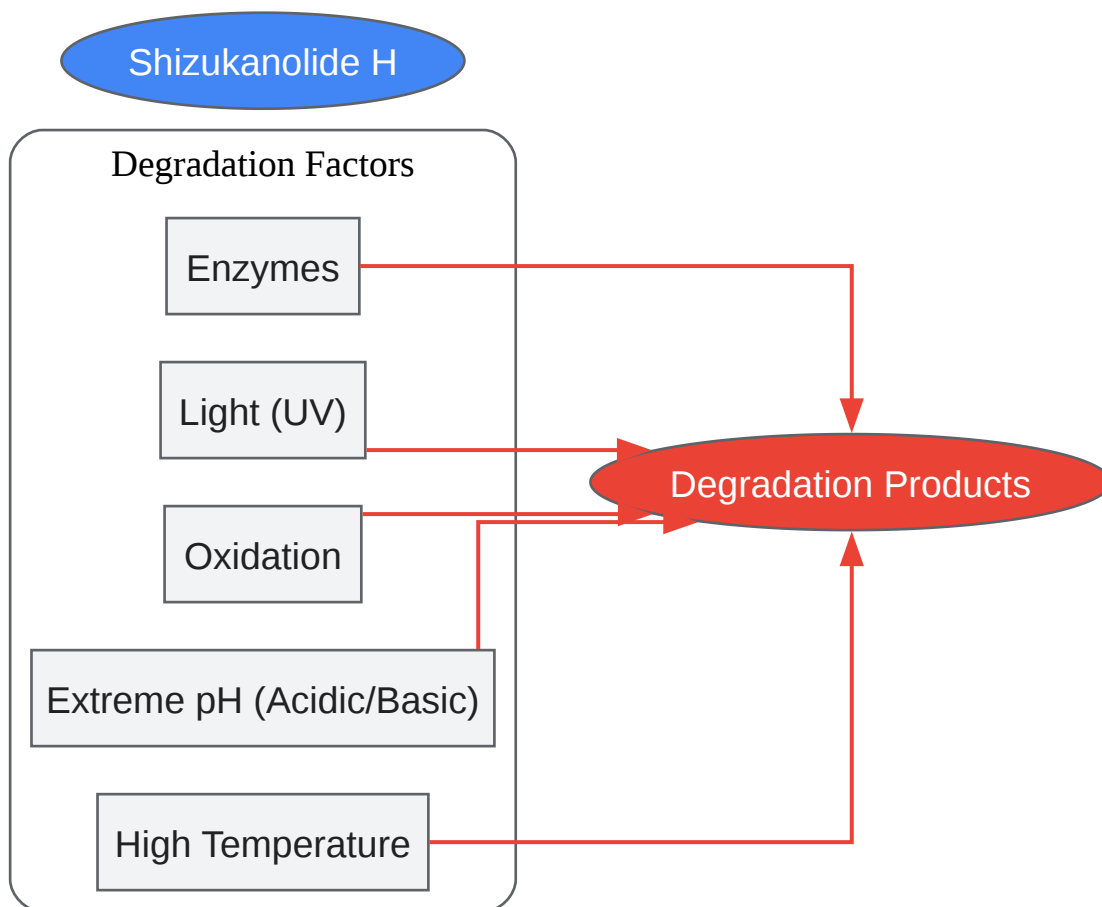 Shizukanolide H
Degradation Factors
Enzymes
Light (UV)
Degradation Products
Oxidation
Extreme pH (Acidic/Basic)
High Temperature